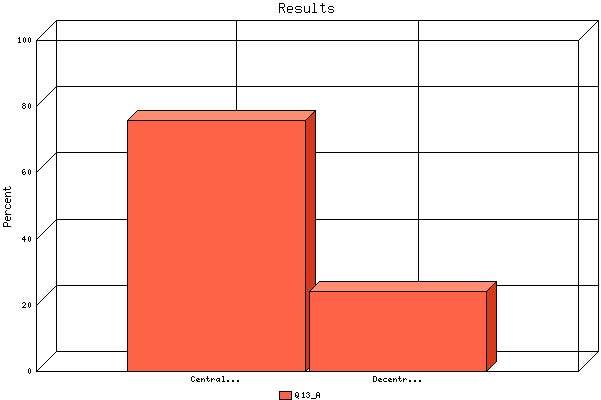 Results
100
80
60
40
20
0
Percent
Central...
Decentr...
Q13_A